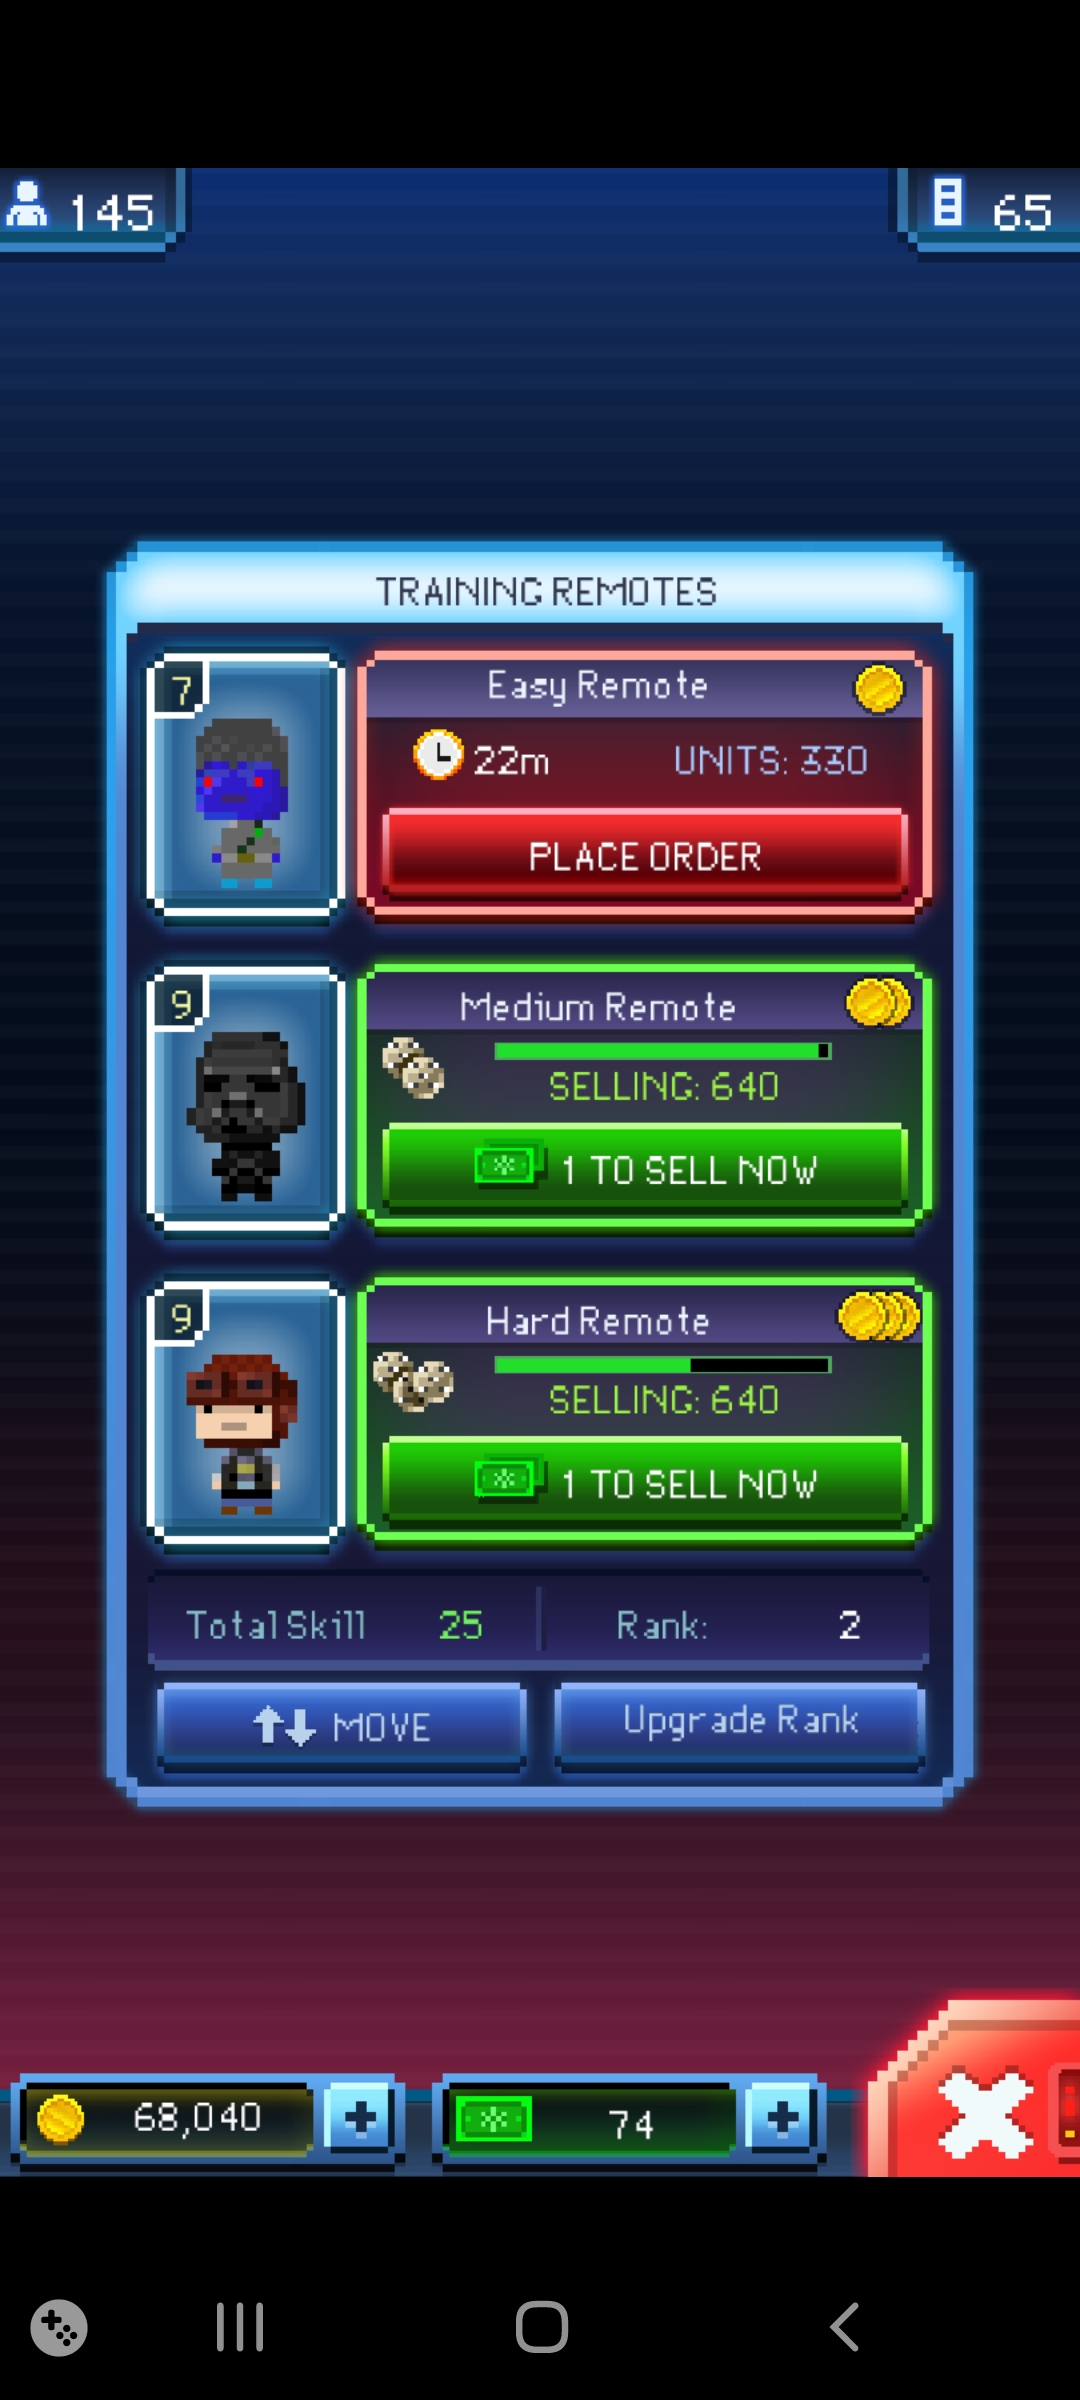 145
65
TRAINING REMOTES
7
Easy Remote
22m UNITS: 330
PLACE ORDER
9
Medium Remote
SELLING: 640
1 TO SELL NOW
9
Hard Remote
SELLING: 640
1 TO SELL NOW
Total Skill 25 Rank: 2
MOVE Upgrade Rank
68,040 74